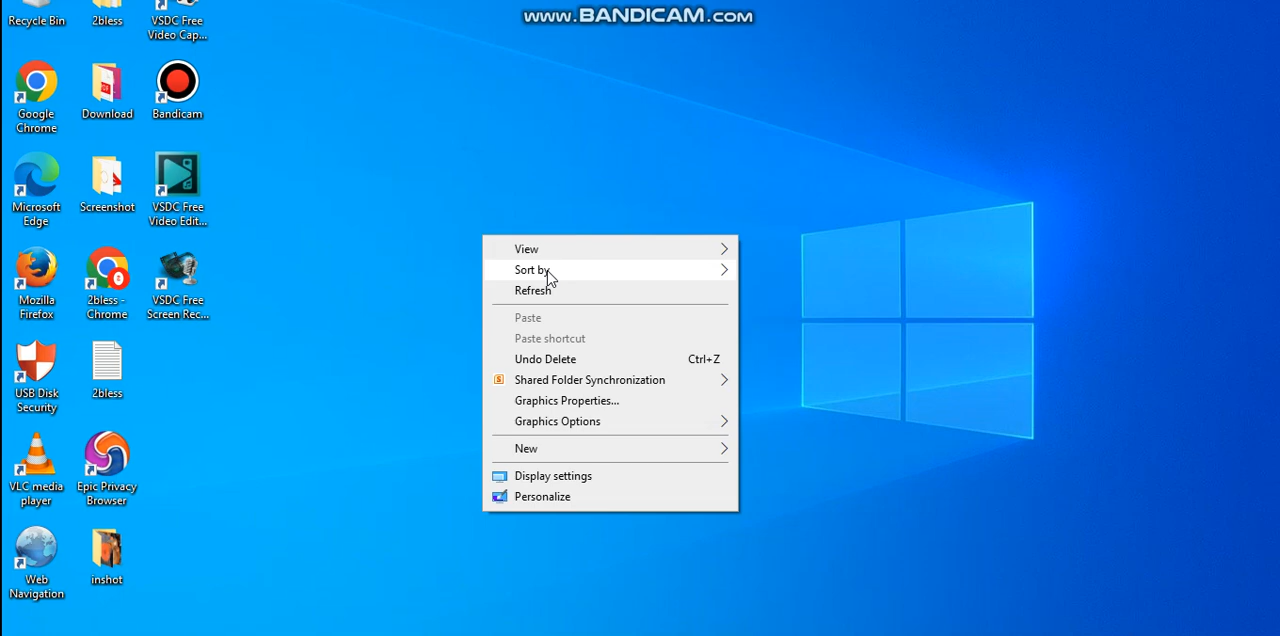 www.BANDICAM.com
Recycle Bin
2bless
VSDC Free
Video Cap...
Google
Chrome
Download
Bandicam
Microsoft
Edge
Screenshot
VSDC Free
Video Edit...
Mozilla
Firefox
2bless -
Chrome
VSDC Free
Screen Rec...
USB Disk
Security
2bless
VLC media
player
Epic Privacy
Browser
Web
Navigation
inshot
View
Sort by
Refresh
Paste
Paste shortcut
Undo Delete Ctrl+Z
Shared Folder Synchronization
Graphics Properties...
Graphics Options
New
Display settings
Personalize